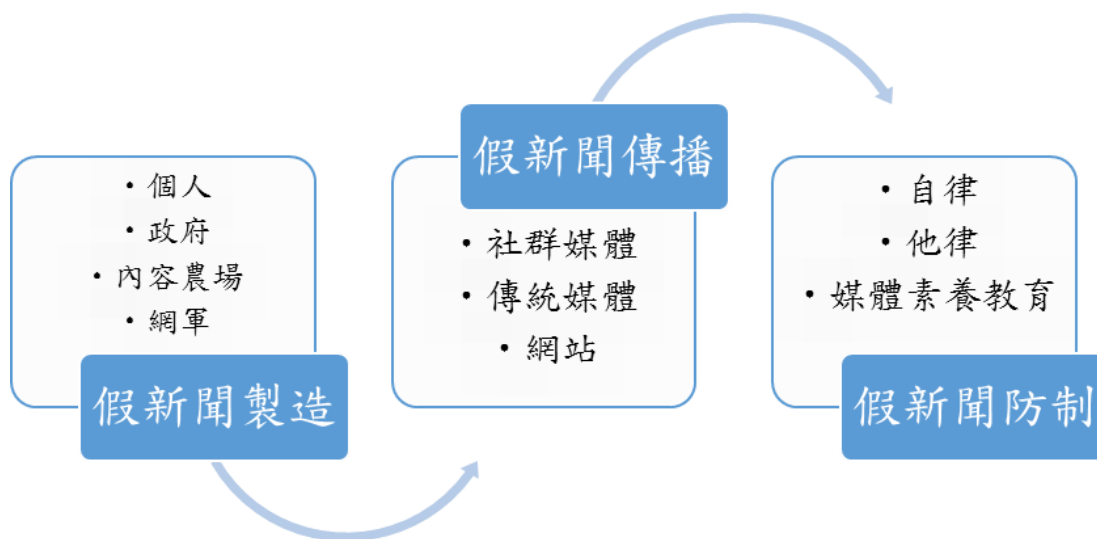 • 個人
• 政府
• 內容農場
• 網軍
假新聞製造
假新聞傳播
• 社群媒體
• 傳統媒體
• 網站
• 自律
• 他律
• 媒體素養教育
假新聞防制